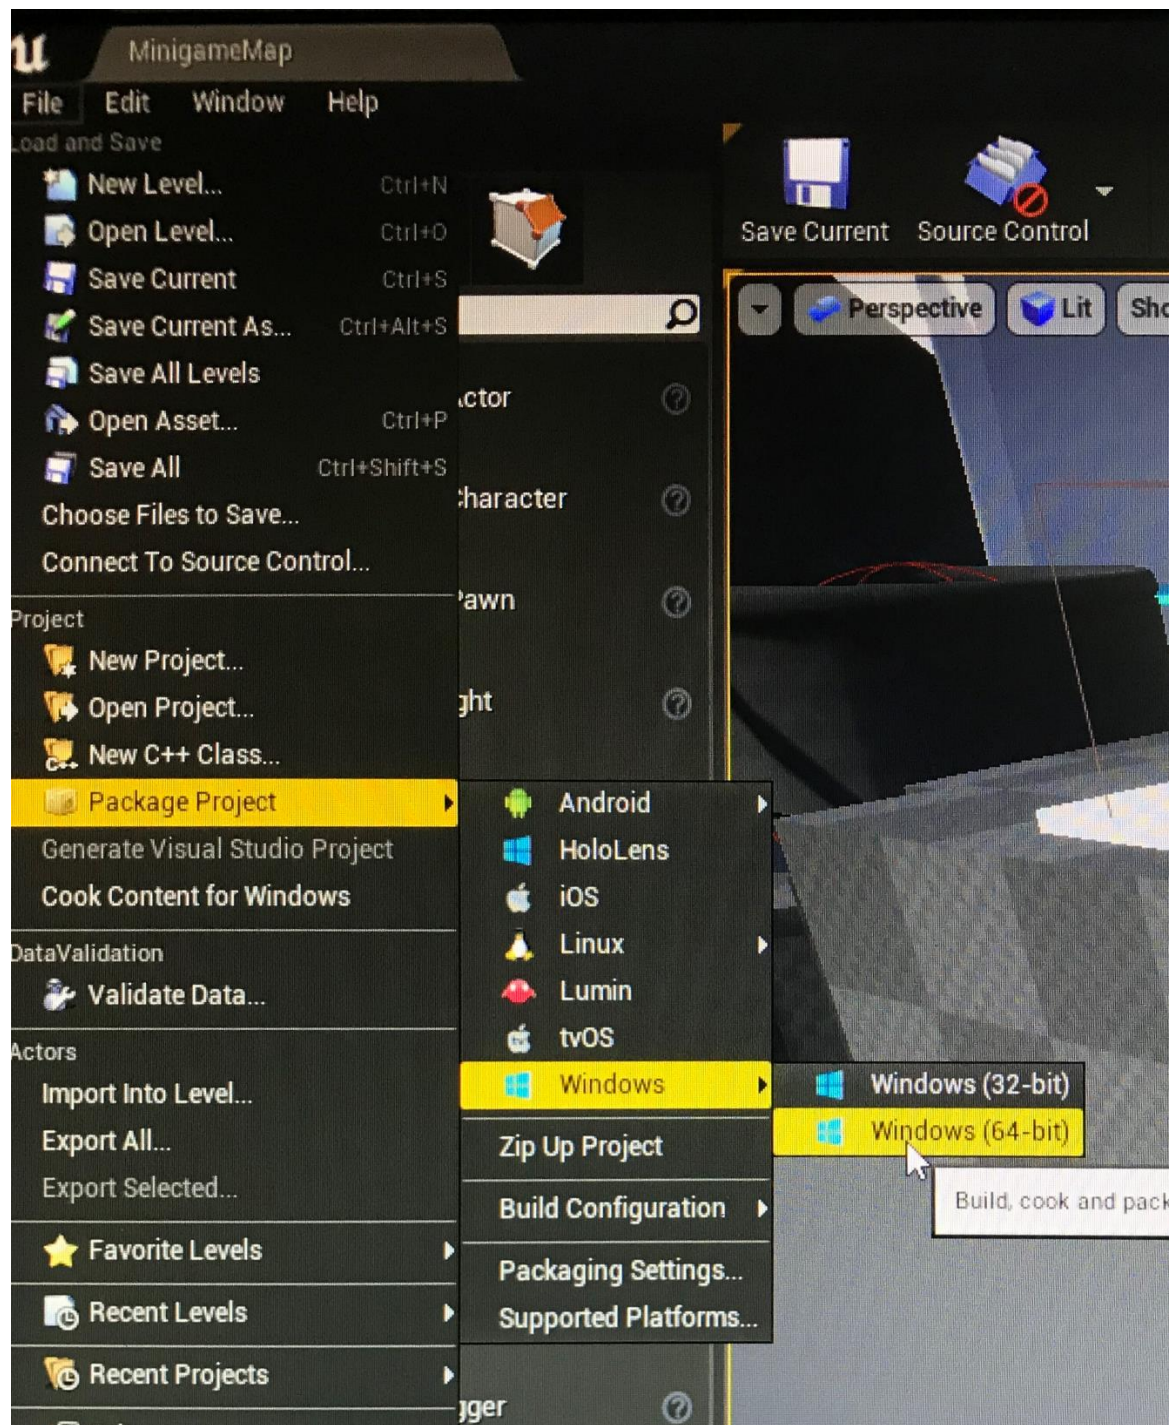 MinigameMap
File Edit Window Help
Load and Save
New Level... Ctrl+N
Open Level... Ctrl+O
Save Current Ctrl+S
Save Current As... Ctrl+Alt+S
Save All Levels
Open Asset... Ctrl+P
Save All Ctrl+Shift+S
Choose Files to Save...
Connect To Source Control...
Project
New Project...
Open Project...
New C++ Class...
Package Project
Generate Visual Studio Project
Cook Content for Windows
DataValidation
Validate Data...
Actors
Import Into Level...
Export All...
Export Selected...
Favorite Levels
Recent Levels
Recent Projects
Android
HoloLens
iOS
Linux
Lumin
tvOS
Windows
Zip Up Project
Build Configuration
Packaging Settings...
Supported Platforms...
Windows (32-bit)
Windows (64-bit)
Build, cook and pack
Save Current
Source Control
Perspective
Lit
Sho
ctor
haracter
awn
ght
gger